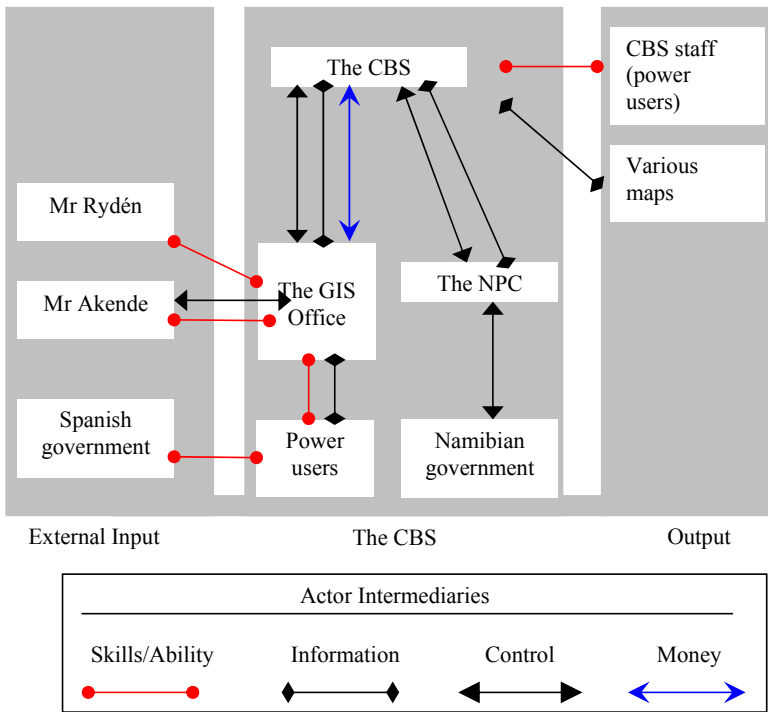 The CBS
CBS staff
(power
users)
Various
maps
Mr Rydén
Mr Akende
The GIS
Office
The NPC
Spanish
government
Power
users
Namibian
government
External Input
The CBS
Output
Actor Intermediaries
Skills/Ability
Information
Control
Money